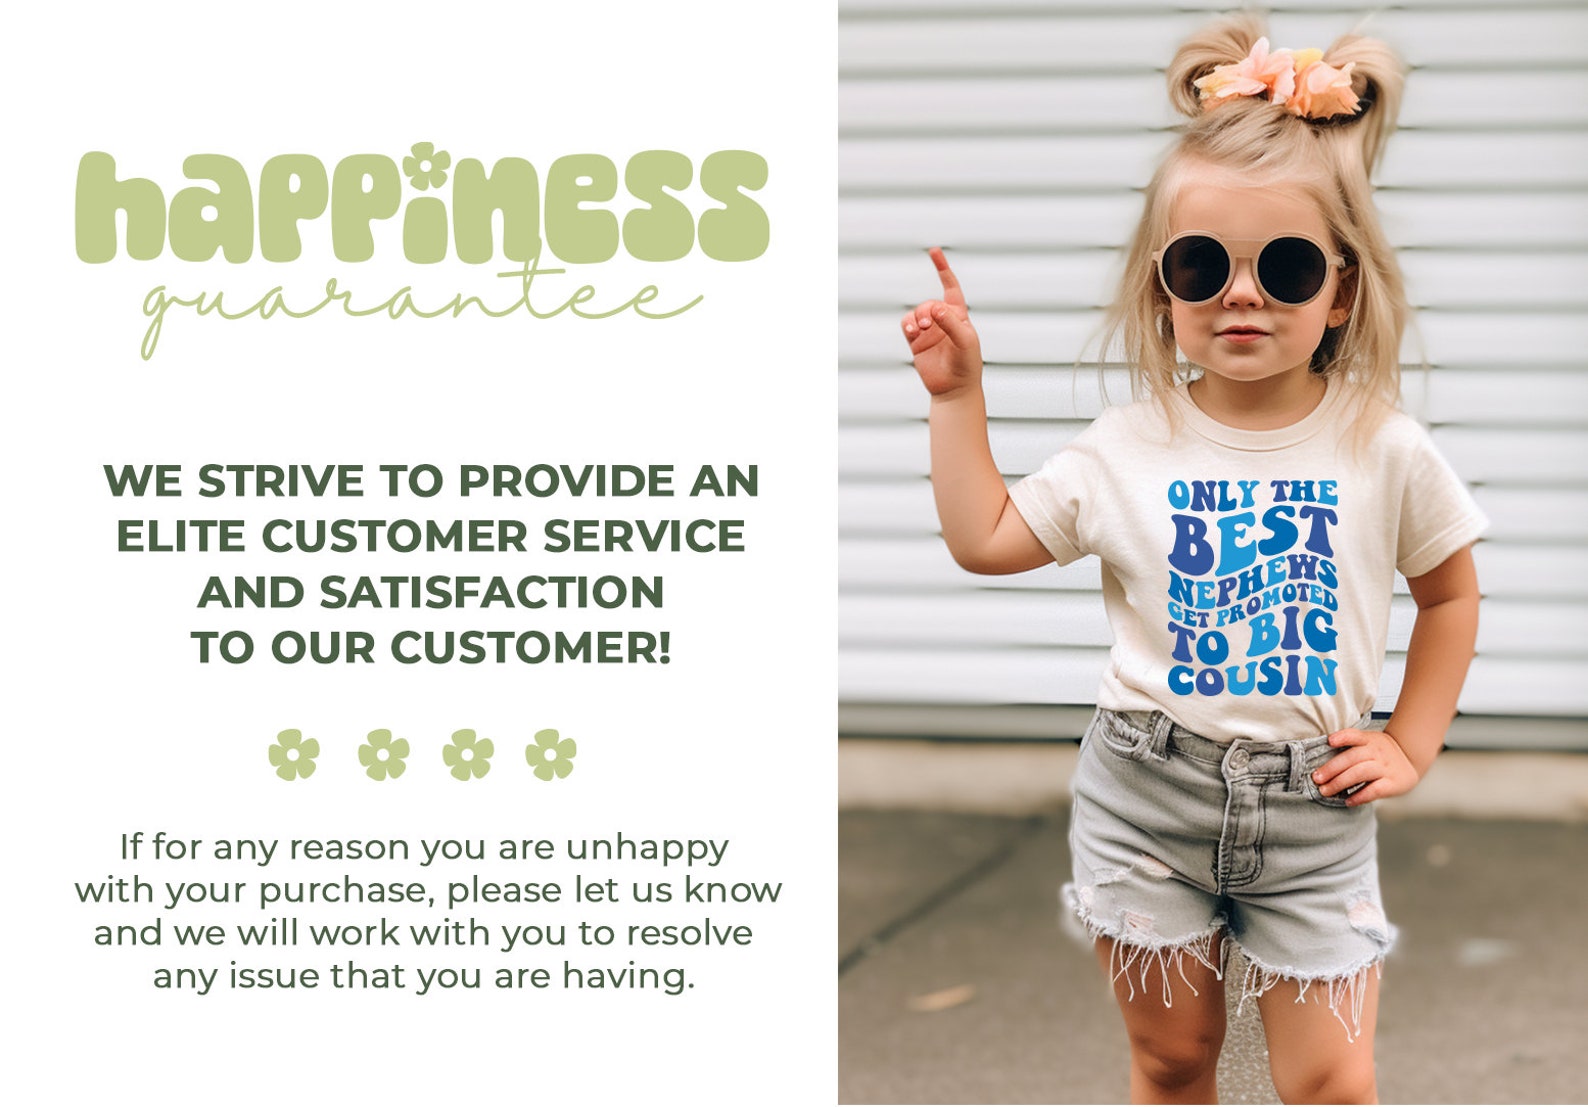 happiness
guarantee
WE STRIVE TO PROVIDE AN
ELITE CUSTOMER SERVICE
AND SATISFACTION
TO OUR CUSTOMER!
If for any reason you are unhappy
with your purchase, please let us know
and we will work with you to resolve
any issue that you are having.
ONLY THE
BEST
NEPHEWS
GET PROMOTED
TO BIG
COUSIN